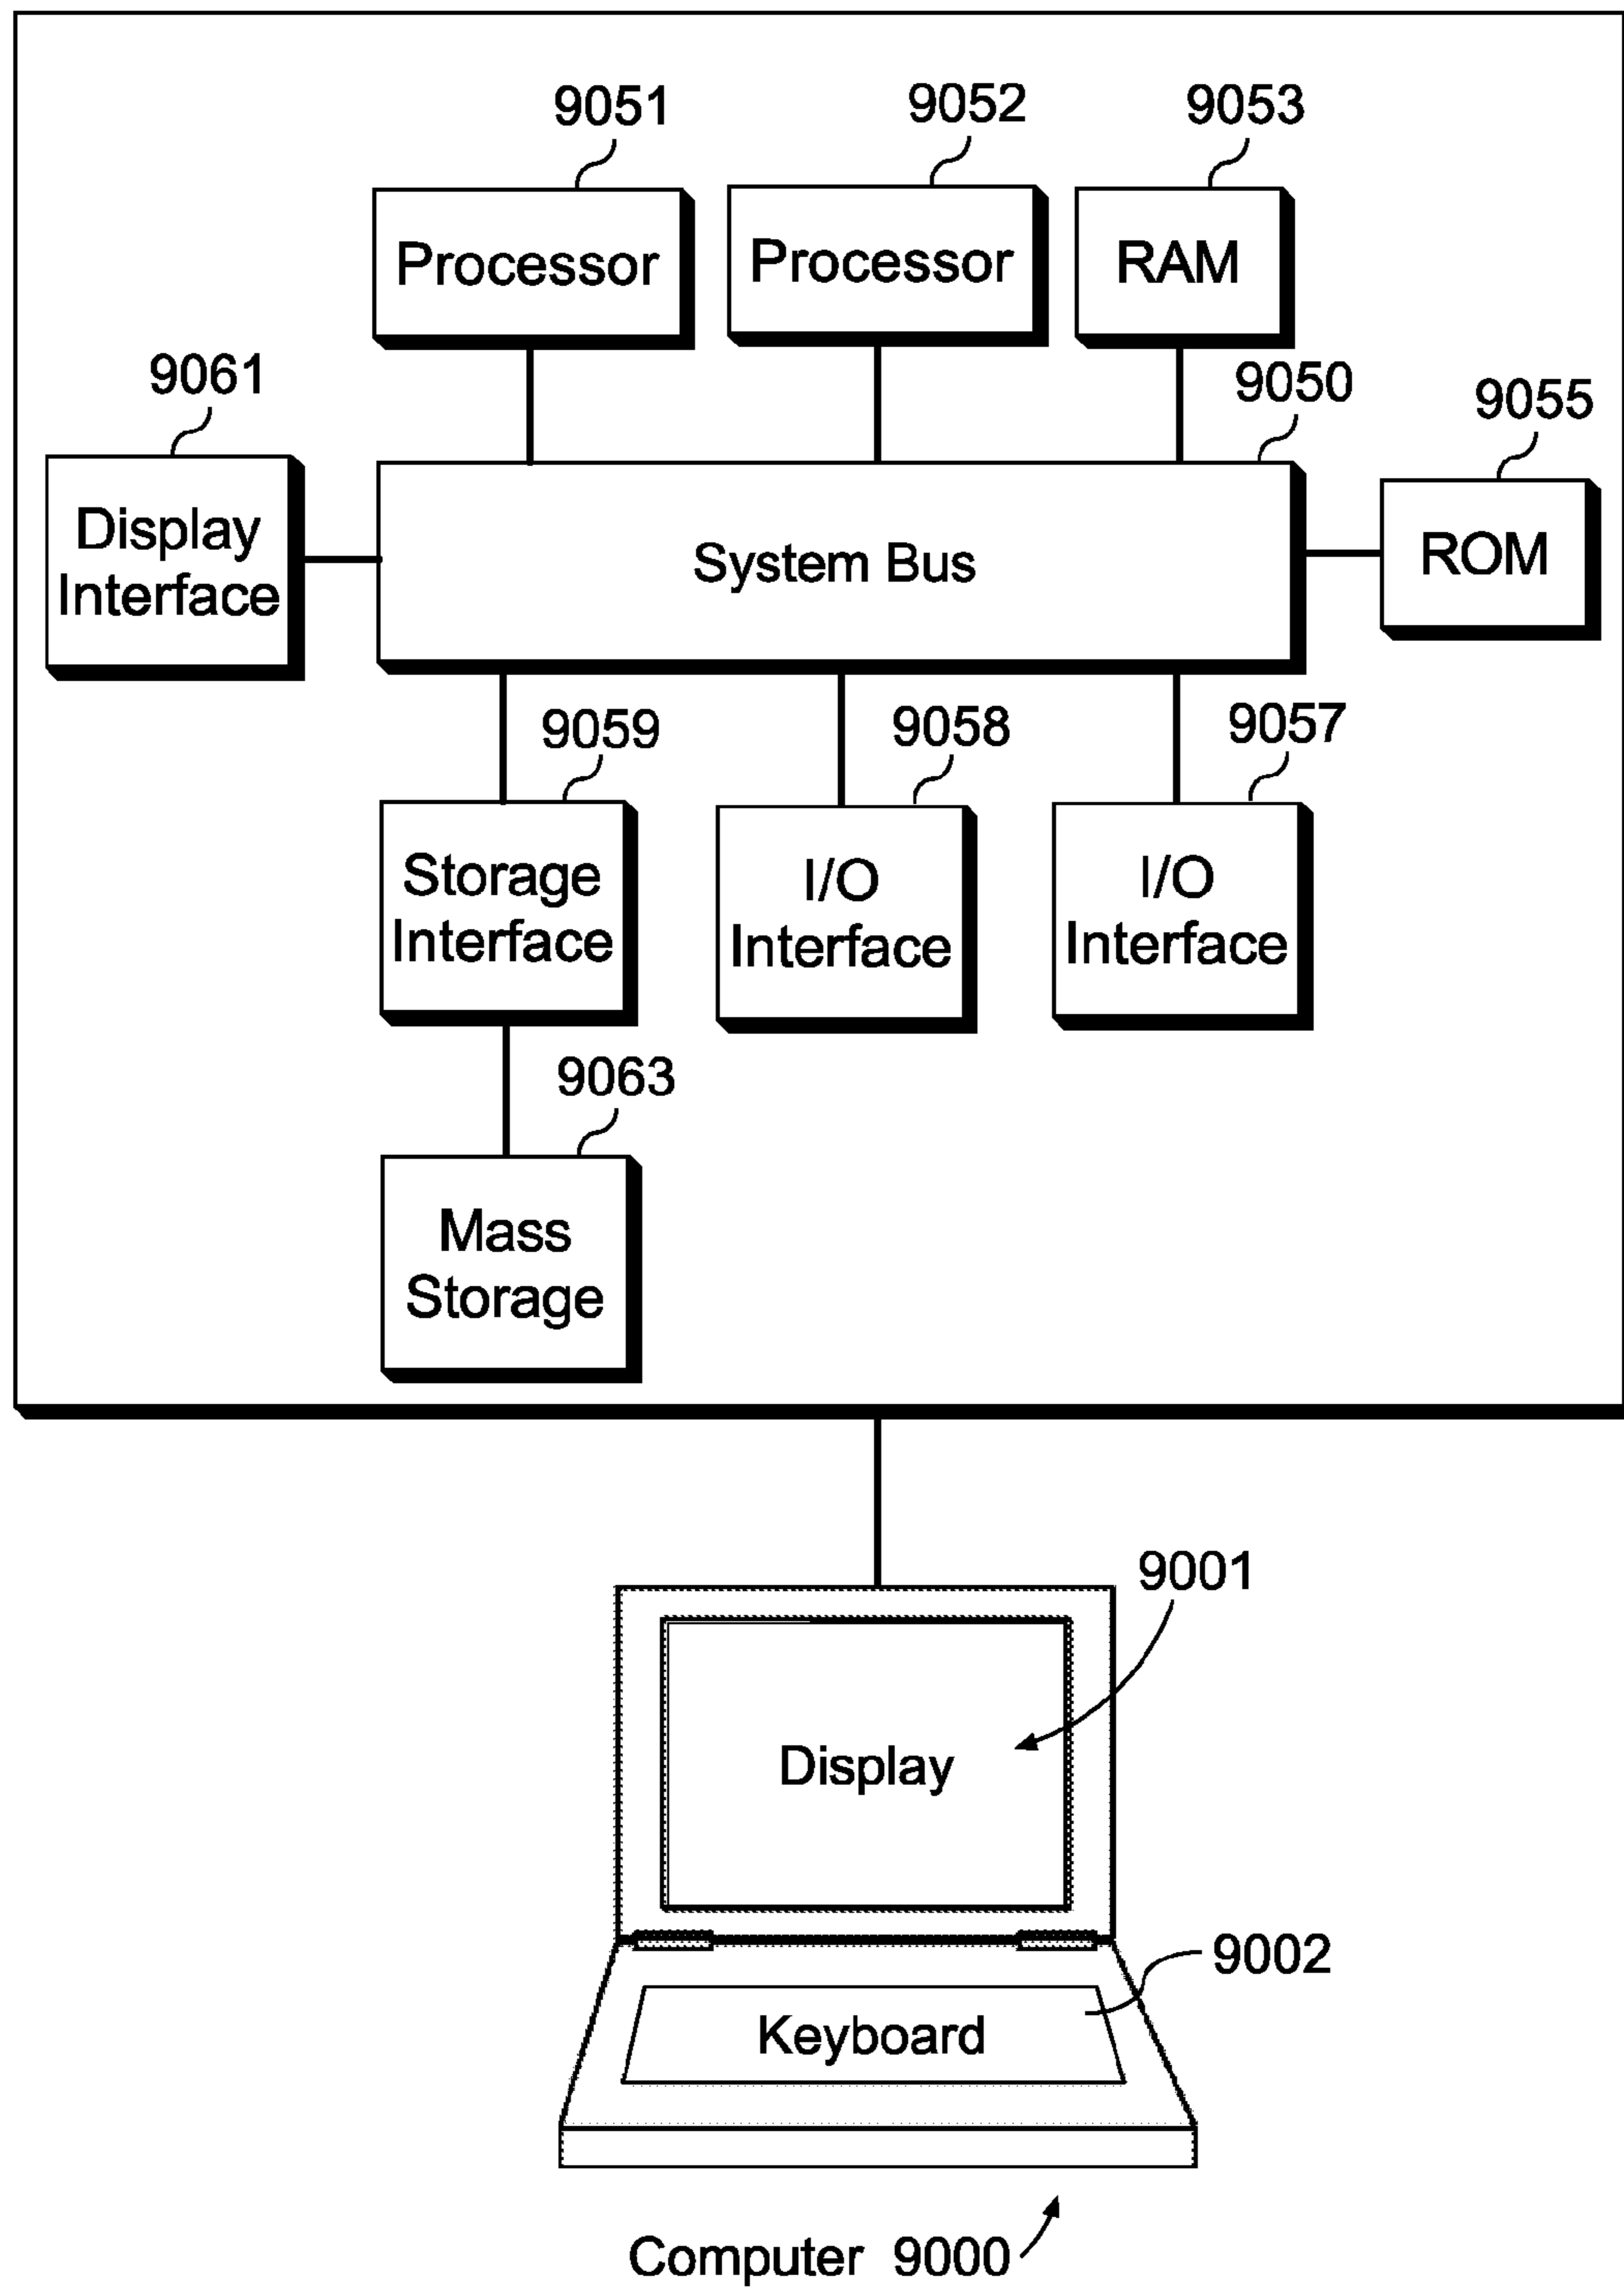 9051
9052
9053
Processor
Processor
RAM
9061
9050
9055
Display
Interface
System Bus
ROM
9059
9058
9057
Storage
Interface
I/O
Interface
I/O
Interface
9063
Mass
Storage
9001
Display
9002
Keyboard
Computer 9000